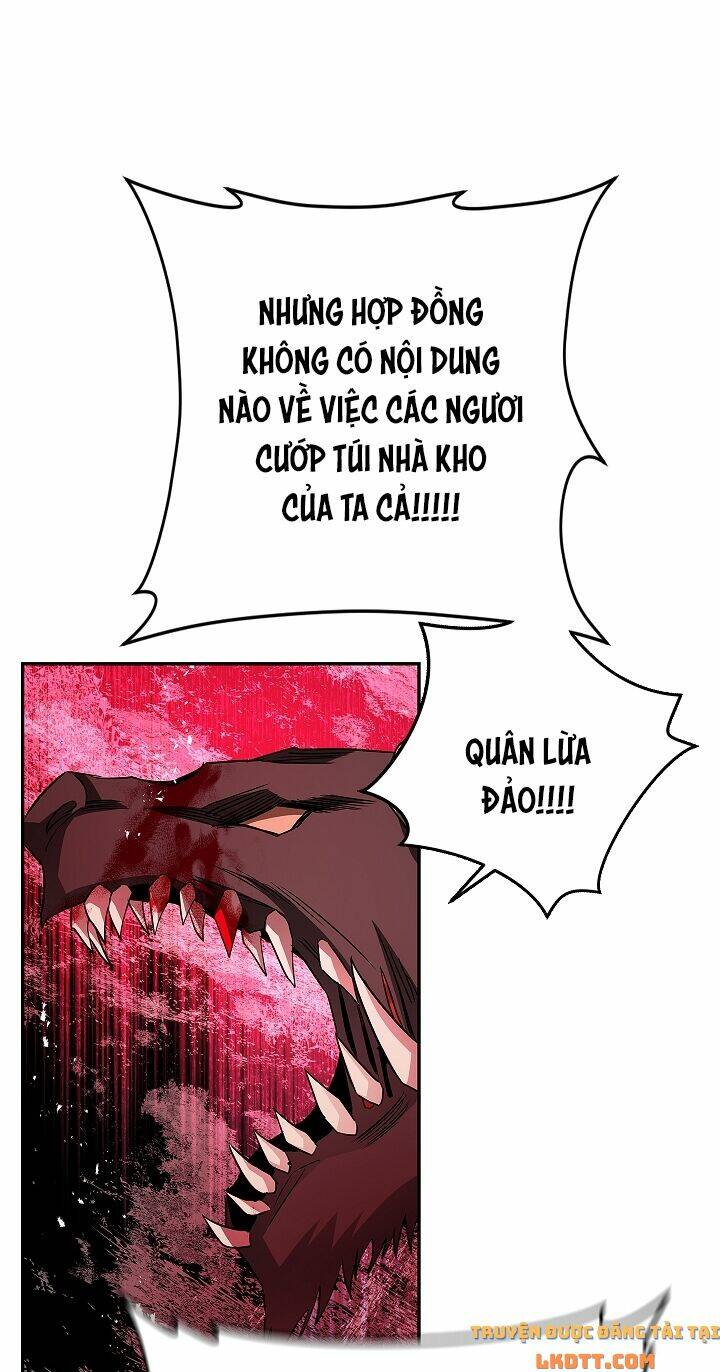 NHƯNG HỢP ĐỒNG
KHÔNG CÓ NỘI DUNG
NÀO VỀ VIỆC CÁC NGƯƠI
CƯỚP TÚI NHÀ KHO
CỦA TA CẢ!!!!!
QUÂN LỪA
ĐẢO!!!!
TRUYỆN ĐƯỢC ĐĂNG TẢI TẠI
LKDTT.COM